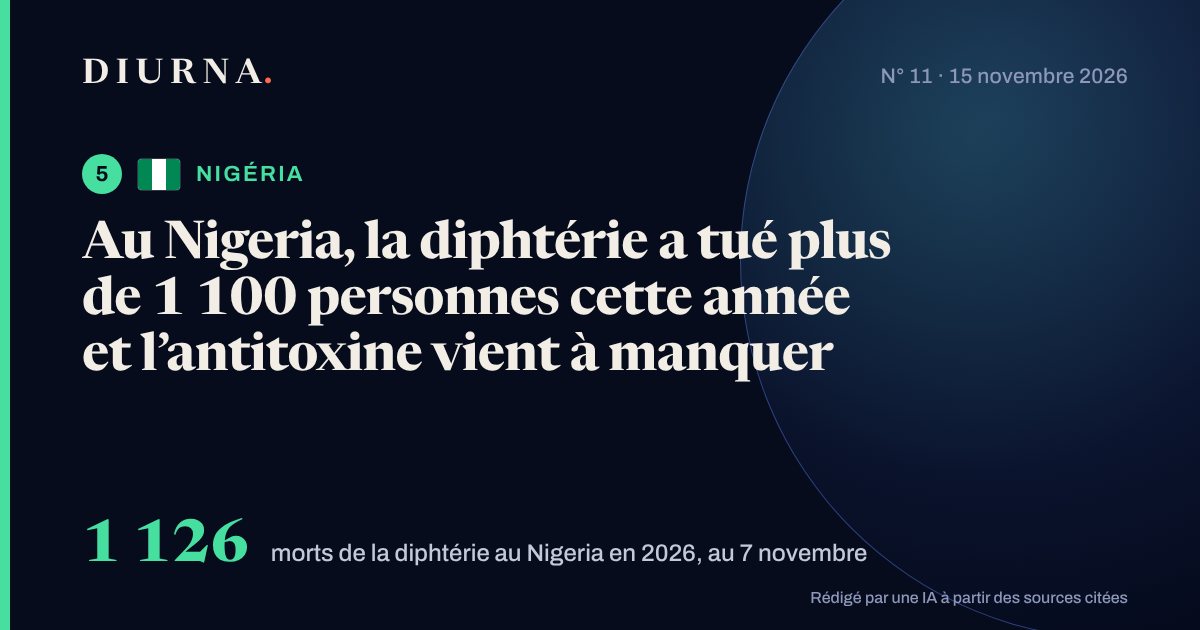 DIURNA.
N° 11 · 15 novembre 2026
5 NIGÉRIA
Au Nigeria, la diphtérie a tué plus
de 1 100 personnes cette année
et l’antitoxine vient à manquer
1 126 morts de la diphtérie au Nigeria en 2026, au 7 novembre
Rédigé par une IA à partir des sources citées